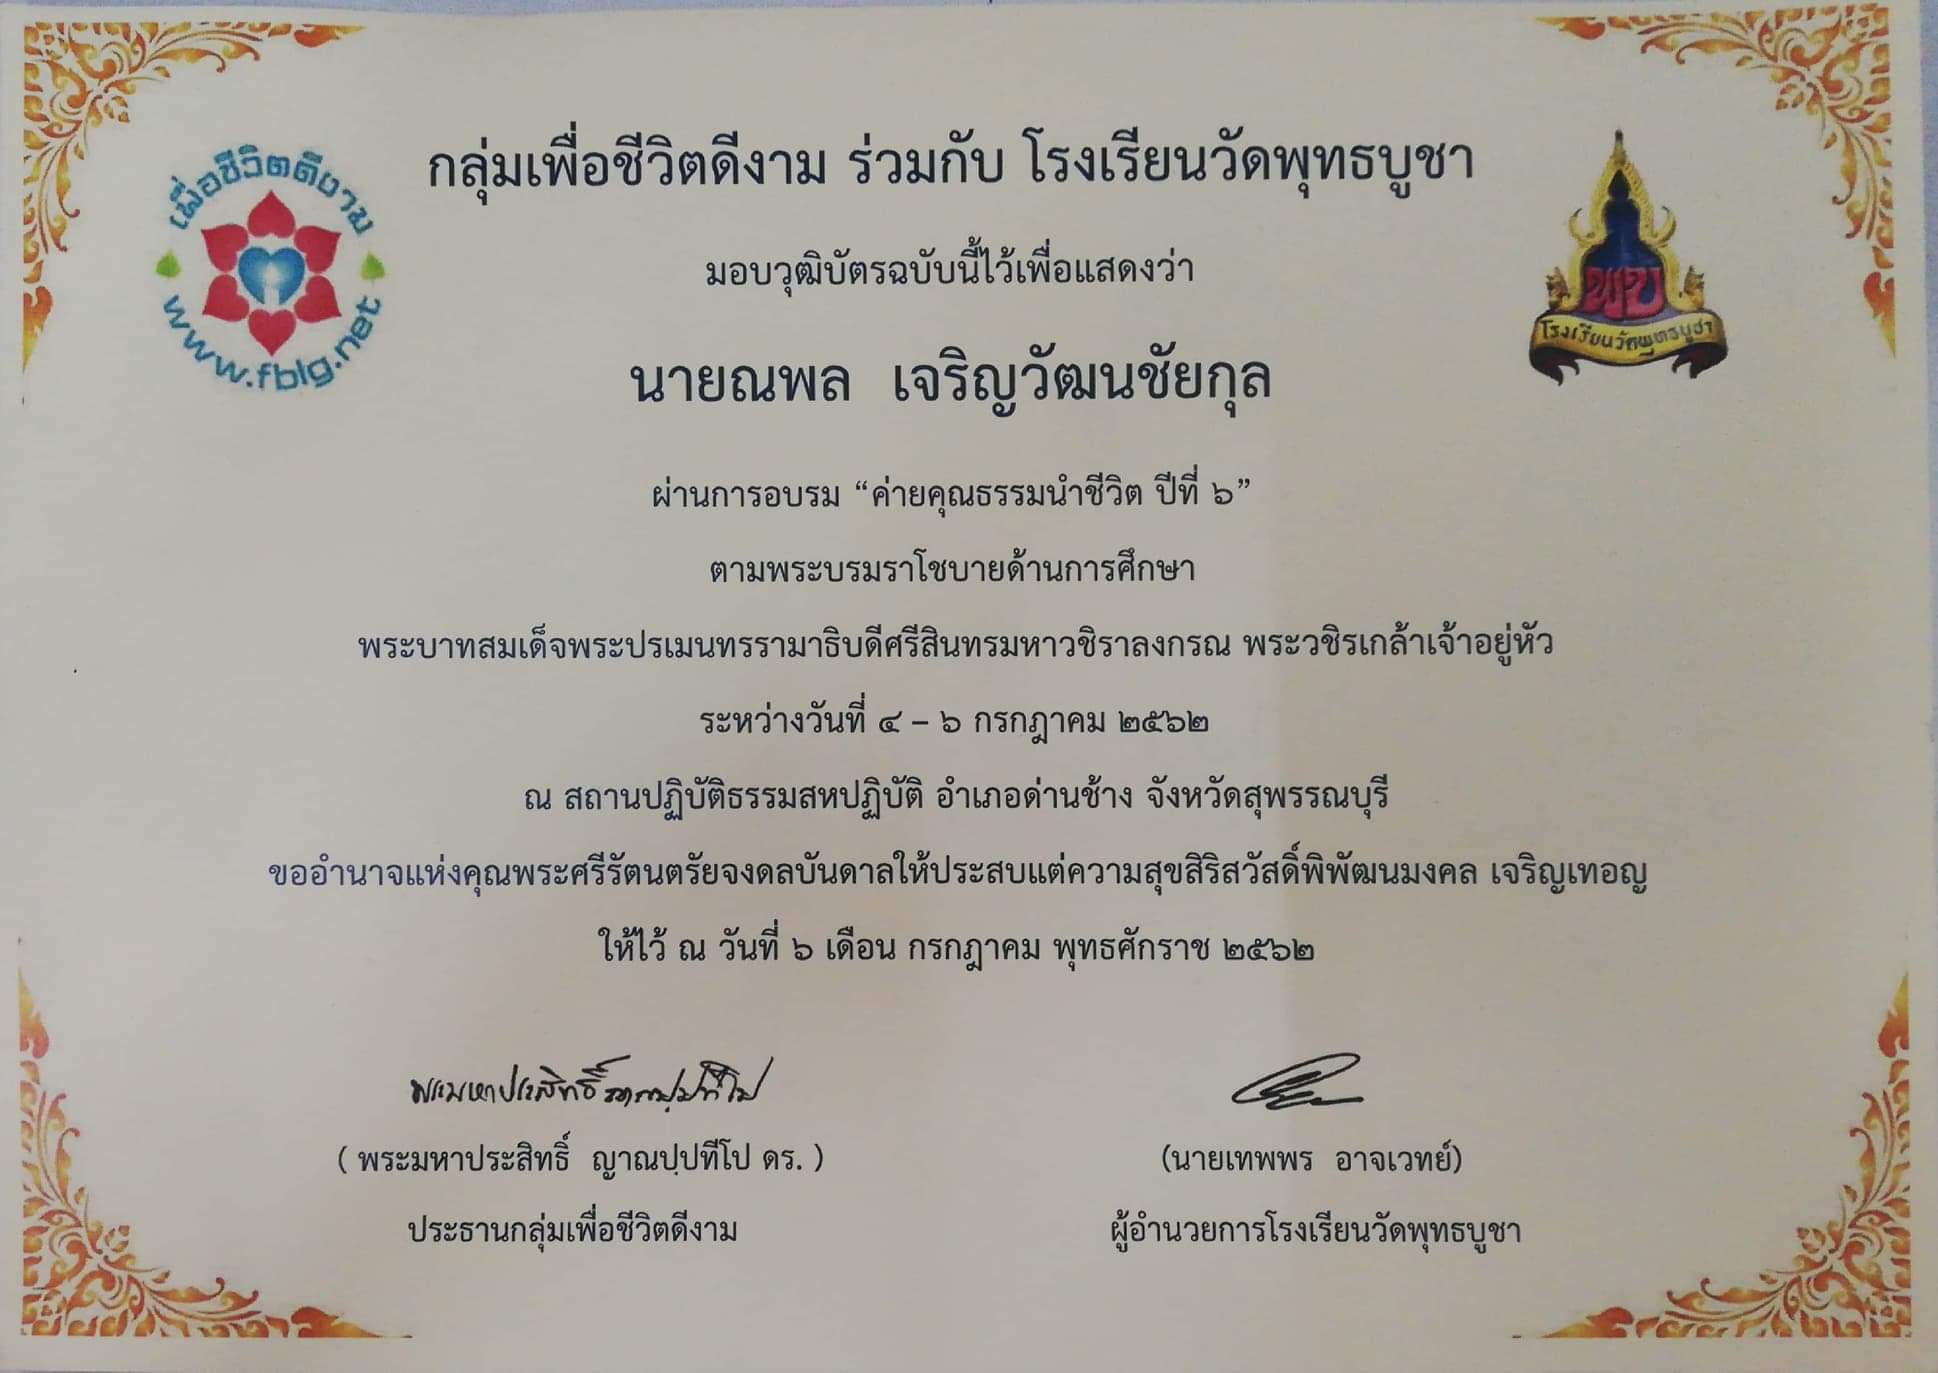 เพื่อชีวิตดีงาม
www.fblg.net
กลุ่มเพื่อชีวิตดีงาม ร่วมกับ โรงเรียนวัดพุทธบูชา
พบ
โรงเรียนวัดพุทธบูชา
มอบวุฒิบัตรฉบับนี้ไว้เพื่อแสดงว่า
นายณพล เจริญวัฒนชัยกุล
ผ่านการอบรม “ค่ายคุณธรรมนำชีวิต ปีที่ ๖”
ตามพระบรมราโชบายด้านการศึกษา
พระบาทสมเด็จพระปรเมนทรรามาธิบดีศรีสินทรมหาวชิราลงกรณ พระวชิรเกล้าเจ้าอยู่หัว
ระหว่างวันที่ ๔ – ๖ กรกฎาคม ๒๕๖๒
ณ สถานปฏิบัติธรรมสหปฏิบัติ อำเภอด่านช้าง จังหวัดสุพรรณบุรี
ขออำนาจแห่งคุณพระศรีรัตนตรัยจงดลบันดาลให้ประสบแต่ความสุขสิริสวัสดิ์พิพัฒนมงคล เจริญเทอญ
ให้ไว้ ณ วันที่ ๖ เดือน กรกฎาคม พุทธศักราช ๒๕๖๒
พระมหาประสิทธิ์ ญาณปฺปทีโป
( พระมหาประสิทธิ์ ญาณปฺปทีโป ดร. )
(นายเทพพร อาจเวทย์)
ประธานกลุ่มเพื่อชีวิตดีงาม
ผู้อำนวยการโรงเรียนวัดพุทธบูชา